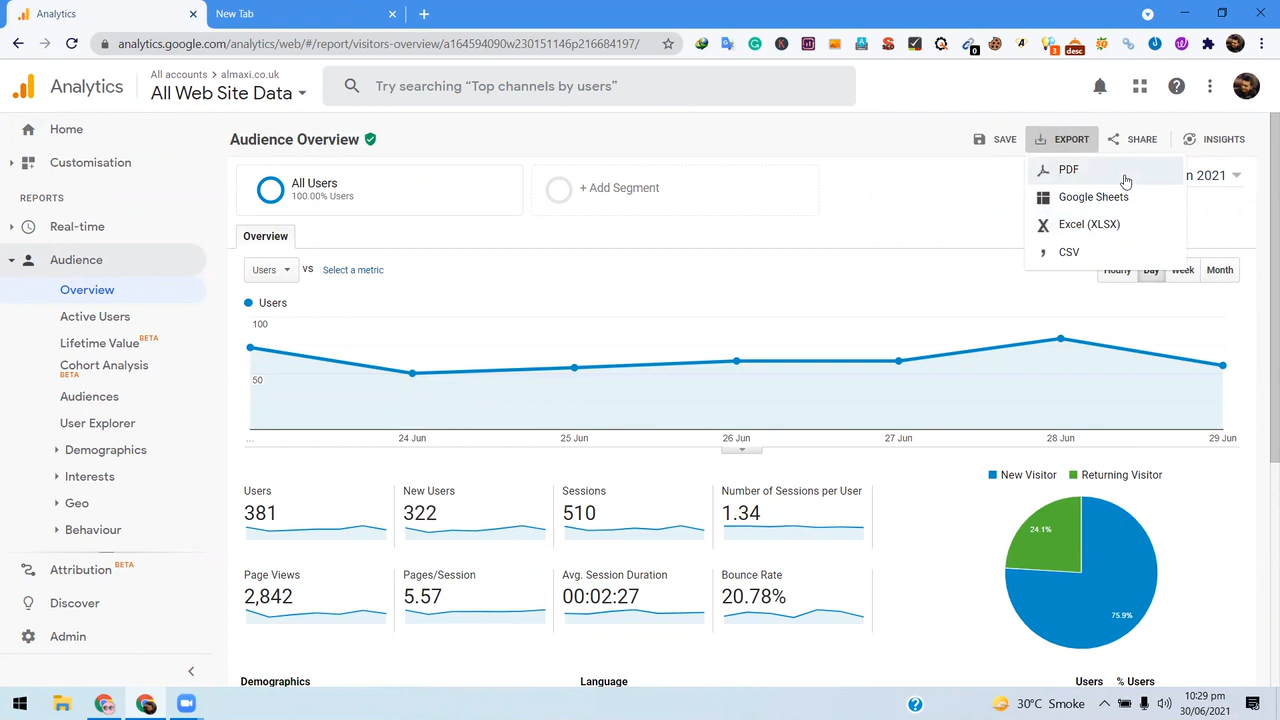 Analytics
New Tab
analytics.google.com/analytics/web/#/report/visitors-overview/a164593090w230951146p216684197/
0
3
desc
Analytics
All accounts > almaxi.co.uk
All Web Site Data
Try searching “Top channels by users”
Home
Customisation
REPORTS
Real-time
Audience
Overview
Active Users
Lifetime Value BETA
Cohort Analysis
BETA
Audiences
User Explorer
Demographics
Interests
Geo
Behaviour
Attribution BETA
Discover
Admin
Audience Overview
SAVE
EXPORT
SHARE
INSIGHTS
PDF
Google Sheets
Excel (XLSX)
CSV
n 2021
All Users
100.00% Users
+ Add Segment
Overview
Users
VS
Select a metric
Hourly
Day
Week
Month
Users
100
50
...
24 Jun
25 Jun
26 Jun
27 Jun
28 Jun
29 Jun
New Visitor
Returning Visitor
24.1%
75.9%
Users
381
New Users
322
Sessions
510
Number of Sessions per User
1.34
Page Views
2,842
Pages/Session
5.57
Avg. Session Duration
00:02:27
Bounce Rate
20.78%
Demographics
Language
Users
% Users
30°C Smoke
10:29 pm
30/06/2021